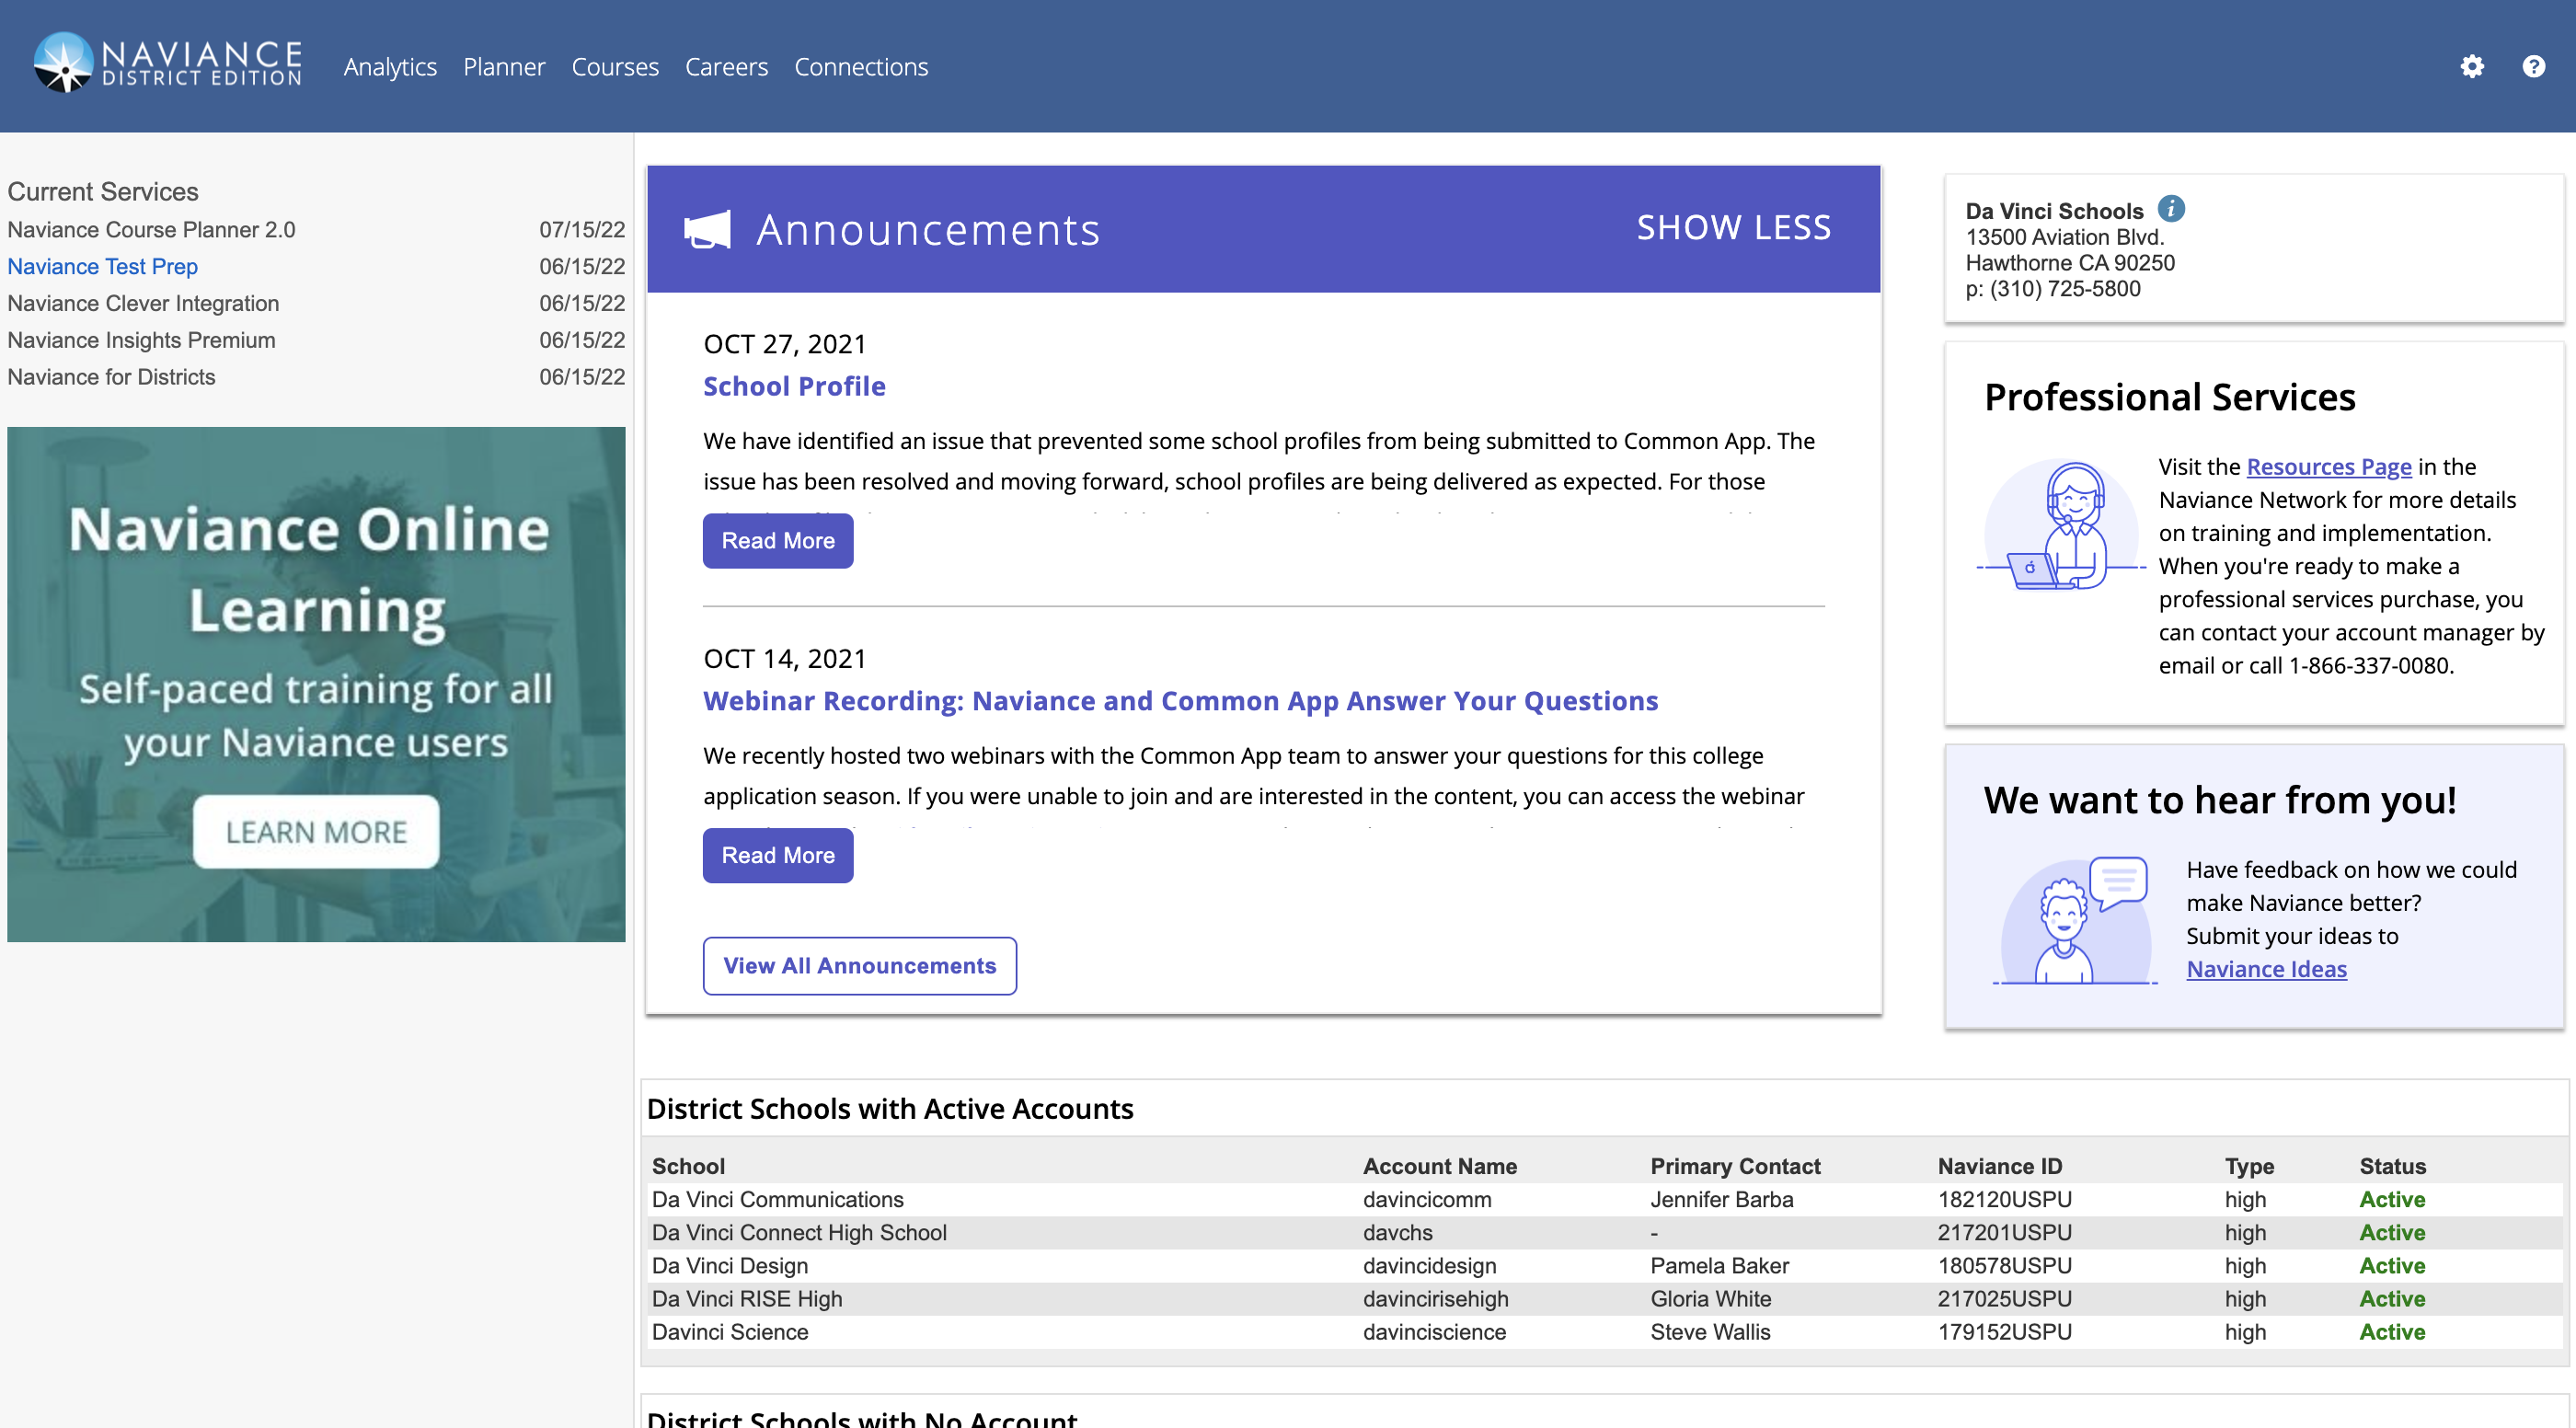 NAVIANCE
DISTRICT EDITION
Analytics Planner Courses Careers Connections
Current Services
Naviance Course Planner 2.0 07/15/22
Naviance Test Prep 06/15/22
Naviance Clever Integration 06/15/22
Naviance Insights Premium 06/15/22
Naviance for Districts 06/15/22
Naviance Online
Learning
Self-paced training for all
your Naviance users
LEARN MORE
Announcements SHOW LESS
OCT 27, 2021
School Profile
We have identified an issue that prevented some school profiles from being submitted to Common App. The
issue has been resolved and moving forward, school profiles are being delivered as expected. For those
Read More
OCT 14, 2021
Webinar Recording: Naviance and Common App Answer Your Questions
We recently hosted two webinars with the Common App team to answer your questions for this college
application season. If you were unable to join and are interested in the content, you can access the webinar
Read More
View All Announcements
Da Vinci Schools
13500 Aviation Blvd.
Hawthorne CA 90250
p: (310) 725-5800
Professional Services
Visit the Resources Page in the
Naviance Network for more details
on training and implementation.
When you're ready to make a
professional services purchase, you
can contact your account manager by
email or call 1-866-337-0080.
We want to hear from you!
Have feedback on how we could
make Naviance better?
Submit your ideas to
Naviance Ideas
District Schools with Active Accounts
School Account Name Primary Contact Naviance ID Type Status
Da Vinci Communications davincicomm Jennifer Barba 182120USPU high Active
Da Vinci Connect High School davchs - 217201USPU high Active
Da Vinci Design davincidesign Pamela Baker 180578USPU high Active
Da Vinci RISE High davincirisehigh Gloria White 217025USPU high Active
Davinci Science davinciscience Steve Wallis 179152USPU high Active
District Schools with No Account